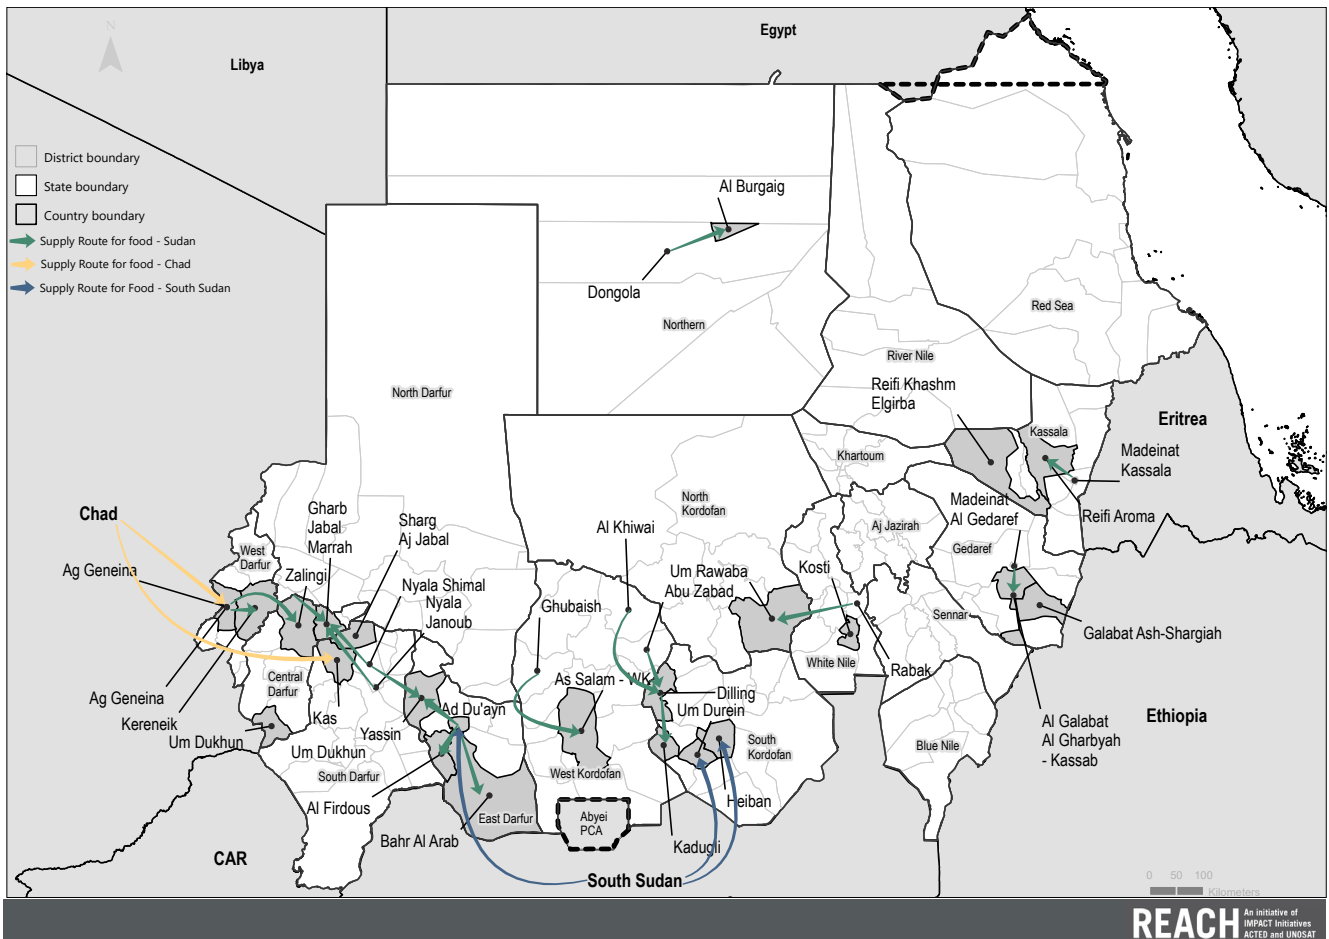 Egypt
N
Libya
District boundary
State boundary
Country boundary
Supply Route for food - Sudan
Supply Route for food - Chad
Supply Route for Food - South Sudan
Al Burgaig
Dongola
Northern
Red Sea
River Nile
North Darfur
Reifi Khashm
Elgirba
Eritrea
Kassala
Madeinat
Kassala
Khartoum
North
Kordofan
Madeinat
Al Gedaref
Reifi Aroma
Chad
Gharb
Jabal
Marrah
Sharg
Aj Jabal
Al Khiwai
Aj Jazirah
Gedaref
West
Darfur
Ag Geneina
Zalingi
Nyala Shimal
Nyala
Janoub
Um Rawaba
Abu Zabad
Kosti
Ghubaish
Sennar
Galabat Ash-Shargiah
White Nile
Rabak
As Salam - WK
Central
Darfur
Ag Geneina
Kereneik
Kas
Ad Du'ayn
Dilling
Um Durein
Um Dukhun
Yassin
Um Dukhun
South Darfur
West Kordofan
South
Kordofan
Blue Nile
Al Galabat
Al Gharbyah
- Kassab
Ethiopia
Al Firdous
Heiban
East Darfur
Abyei
PCA
Bahr Al Arab
Kadugli
CAR
South Sudan
0 50 100
Kilometers
REACH
An initiative of
IMPACT Initiatives
ACTED and UNOSAT